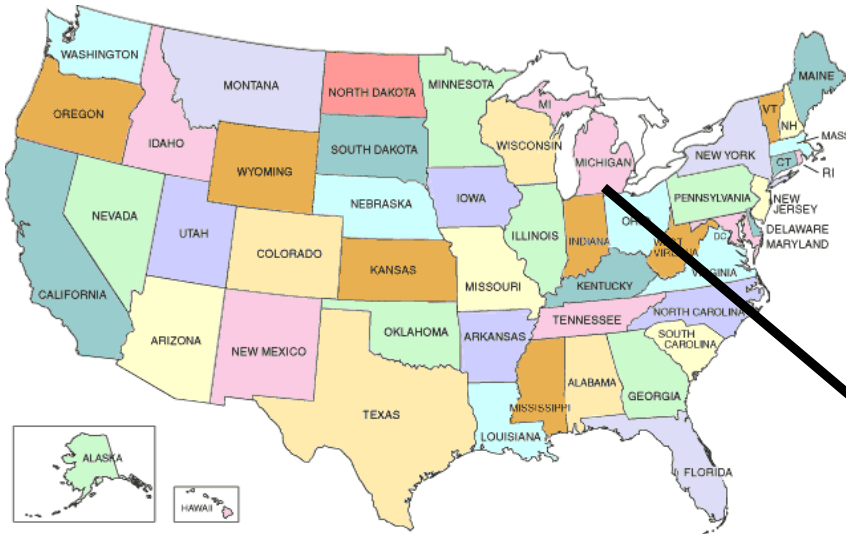 WASHINGTON
MONTANA
NORTH DAKOTA
MINNESOTA
MAINE
OREGON
IDAHO
MI
VT
NH
WISCONSIN
MASS
WYOMING
SOUTH DAKOTA
MICHIGAN
NEW YORK
CT
RI
NEVADA
UTAH
NEBRASKA
IOWA
PENNSYLVANIA
NEW
JERSEY
COLORADO
ILLINOIS
INDIANA
DC
DELAWARE
MARYLAND
CALIFORNIA
KANSAS
MISSOURI
KENTUCKY
NORTH CAROLINA
ARIZONA
NEW MEXICO
OKLAHOMA
ARKANSAS
TENNESSEE
SOUTH
CAROLINA
TEXAS
MISSISSIPPI
ALABAMA
GEORGIA
LOUISIANA
FLORIDA
ALASKA
HAWAII